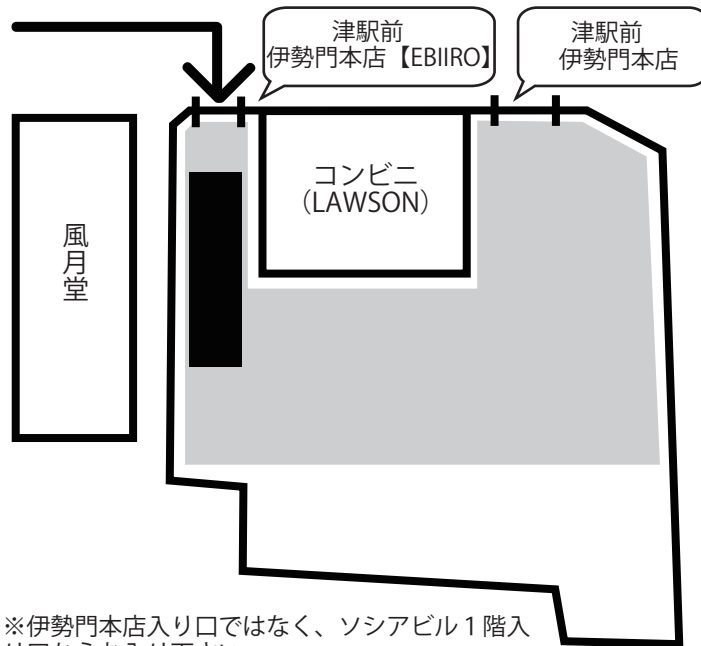 津駅前
伊勢門本店【EBIIRO】
津駅前
伊勢門本店
コンビニ
（LAWSON）
風月堂
※伊勢門本店入り口ではなく、ソシアビル１階入